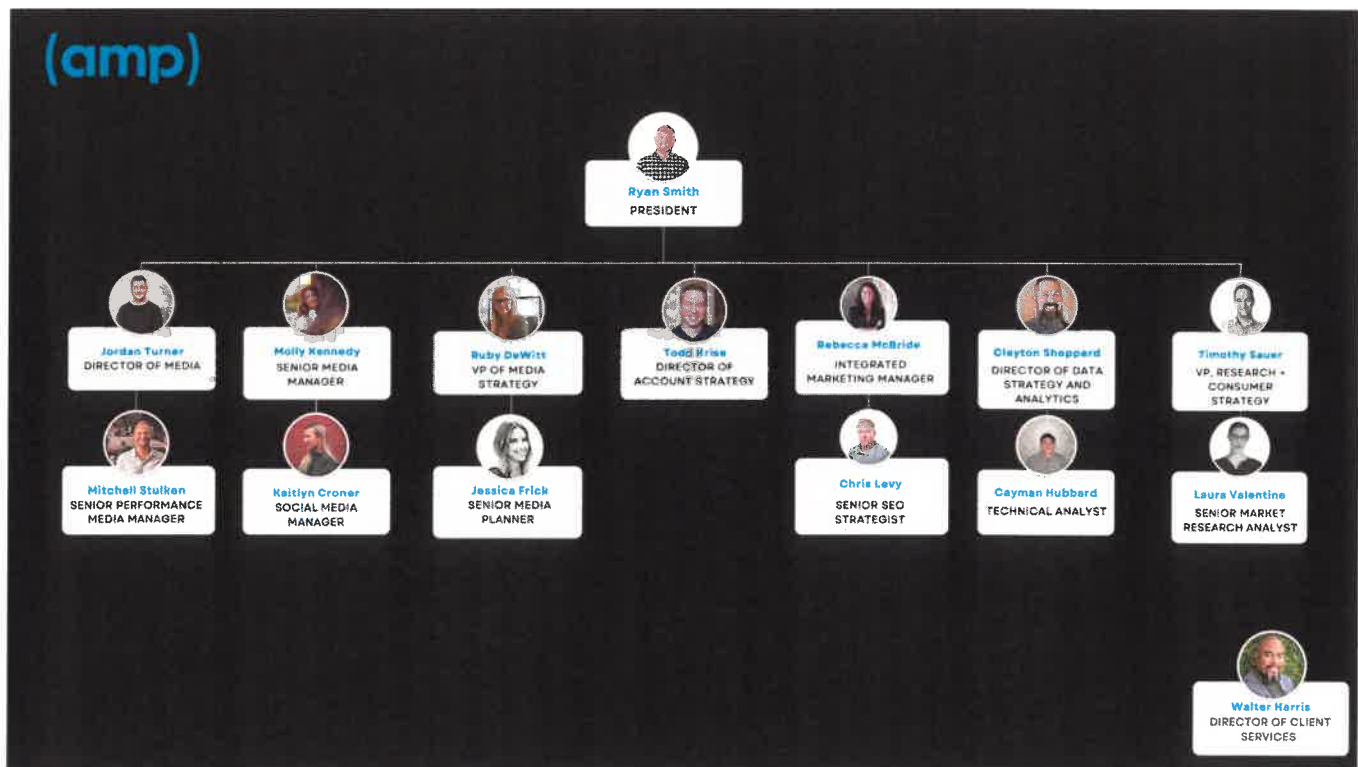 (amp)
Ryan Smith
PRESIDENT
Jordan Turner
DIRECTOR OF MEDIA
Molly Kennedy
SENIOR MEDIA
MANAGER
Ruby DeWitt
VP OF MEDIA
STRATEGY
Todd Krise
DIRECTOR OF
ACCOUNT STRATEGY
Rebecca McBride
INTEGRATED
MARKETING MANAGER
Clayton Sheppard
DIRECTOR OF DATA
STRATEGY AND
ANALYTICS
Timothy Sauer
VP, RESEARCH +
CONSUMER
STRATEGY
Mitchell Stulken
SENIOR PERFORMANCE
MEDIA MANAGER
Kaitlyn Croner
SOCIAL MEDIA
MANAGER
Jessica Frick
SENIOR MEDIA
PLANNER
Chris Levy
SENIOR SEO
STRATEGIST
Cayman Hubbard
TECHNICAL ANALYST
Laura Valentine
SENIOR MARKET
RESEARCH ANALYST
Walter Harris
DIRECTOR OF CLIENT
SERVICES